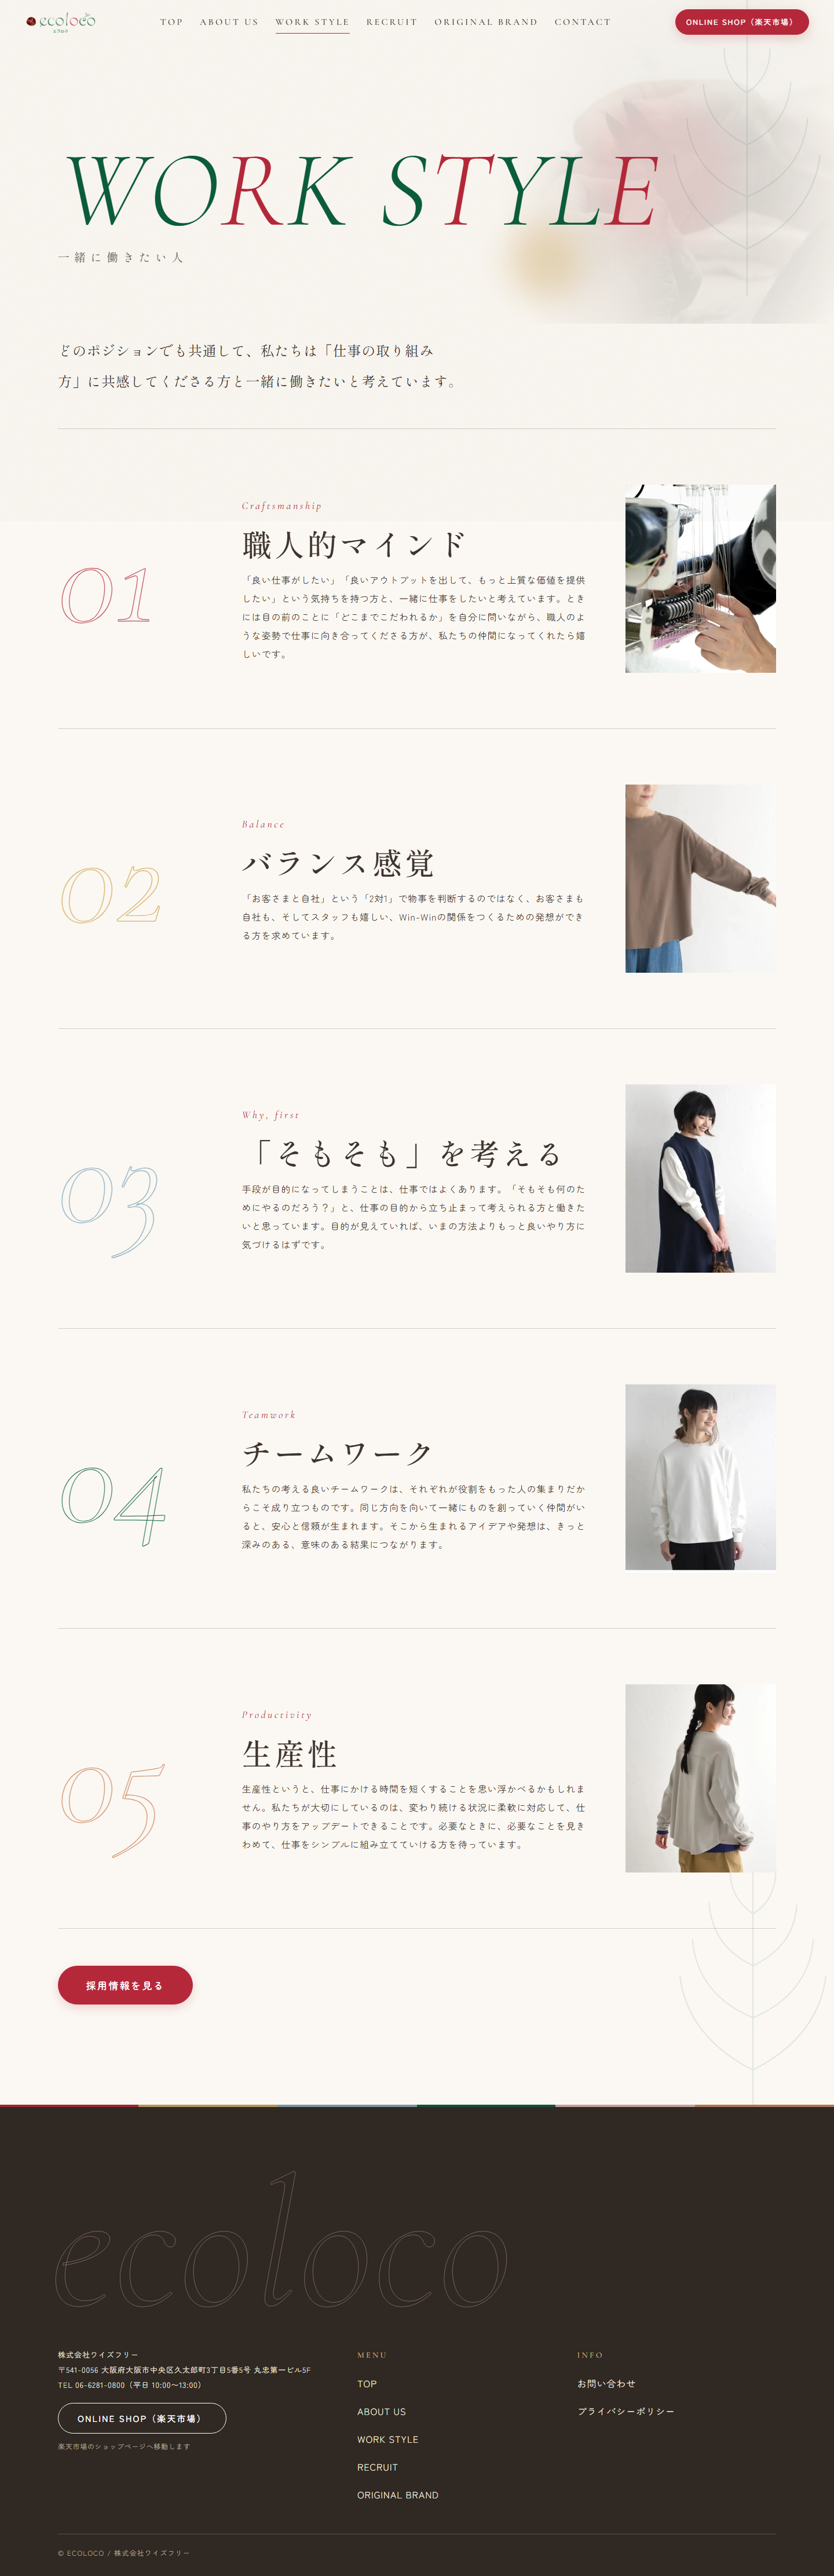 ecoloco
エコロコ
TOP ABOUT US WORK STYLE RECRUIT ORIGINAL BRAND CONTACT
ONLINE SHOP（楽天市場）
WORK STYLE
一緒に働きたい人
どのポジションでも共通して、私たちは「仕事の取り組み
方」に共感してくださる方と一緒に働きたいと考えています。
01
Craftsmanship
職人的マインド
「良い仕事がしたい」「良いアウトプットを出して、もっと上質な価値を提供
したい」という気持ちを持つ方と、一緒に仕事をしたいと考えています。とき
には目の前のことに「どこまでこだわれるか」を自分に問いながら、職人のよ
うな姿勢で仕事に向き合ってくださる方が、私たちの仲間になってくれたら嬉
しいです。
02
Balance
バランス感覚
「お客さまと自社」という「2対1」で物事を判断するのではなく、お客さまも
自社も、そしてスタッフも嬉しい、Win-Winの関係をつくるための発想ができ
る方を求めています。
03
Why, first
「そもそも」を考える
手段が目的になってしまうことは、仕事ではよくあります。「そもそも何のた
めにやるのだろう？」と、仕事の目的から立ち止まって考えられる方と働きた
いと思っています。目的が見えていれば、いまの方法よりもっと良いやり方に
気づけるはずです。
04
Teamwork
チームワーク
私たちの考える良いチームワークは、それぞれが役割をもった人の集まりだか
らこそ成り立つものです。同じ方向を向いて一緒にものを創っていく仲間がい
ると、安心と信頼が生まれます。そこから生まれるアイデアや発想は、きっと
深みのある、意味のある結果につながります。
05
Productivity
生産性
生産性というと、仕事にかける時間を短くすることを思い浮かべるかもしれま
せん。私たちが大切にしているのは、変わり続ける状況に柔軟に対応して、仕
事のやり方をアップデートできることです。必要なときに、必要なことを見き
わめて、仕事をシンプルに組み立てていける方を待っています。
採用情報を見る
ecoloco
株式会社ワイズフリー
〒541-0056 大阪府大阪市中央区久太郎町3丁目5番5号 丸忠第一ビル5F
TEL 06-6281-0800（平日 10:00〜13:00）
ONLINE SHOP（楽天市場）
楽天市場のショップページへ移動します
MENU
TOP
ABOUT US
WORK STYLE
RECRUIT
ORIGINAL BRAND
INFO
お問い合わせ
プライバシーポリシー
© ECOLOCO / 株式会社ワイズフリー